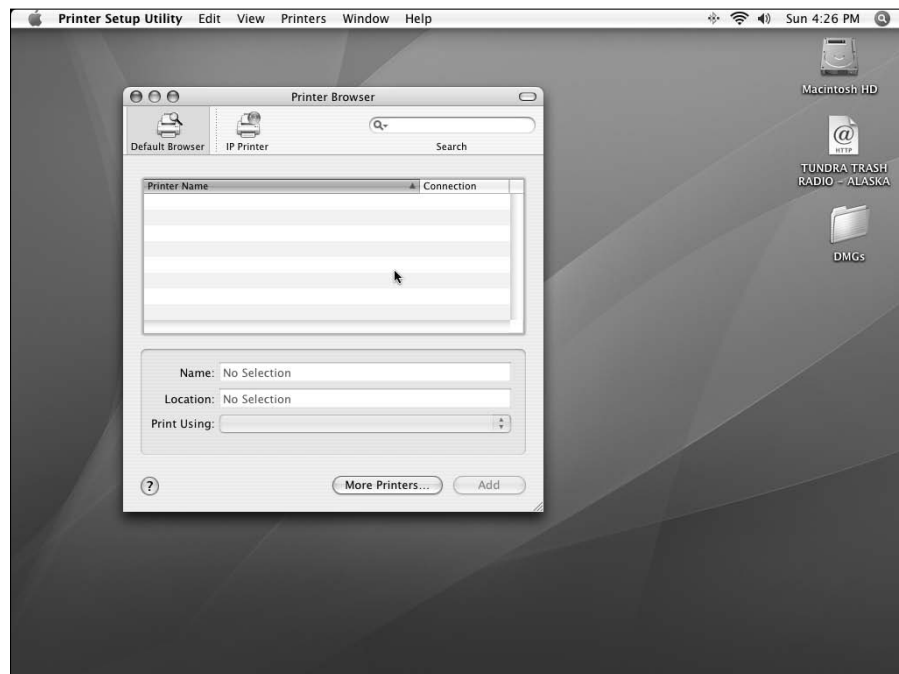 Printer Setup Utility Edit View Printers Window Help Sun 4:26 PM
Printer Browser
Default Browser IP Printer Search
Printer Name Connection
Name: No Selection
Location: No Selection
Print Using:
? More Printers... Add
Macintosh HD
@
HTTP
TUNDRA TRASH
RADIO - ALASKA
DMGs